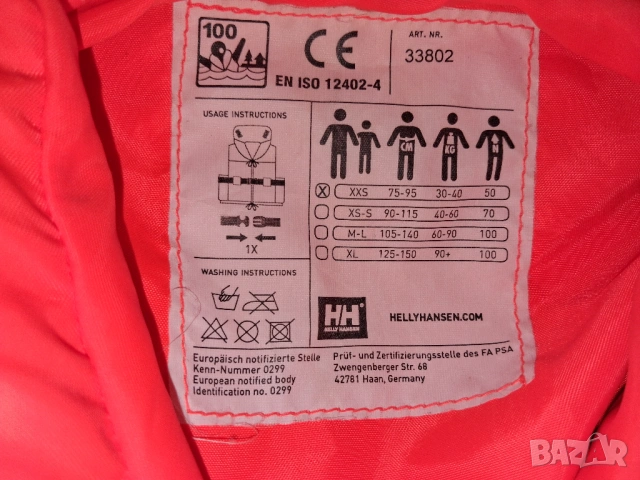 100
CE
ART. NR.
33802
EN ISO 12402-4
USAGE INSTRUCTIONS
1X
CM
KG
N
X XXS 75-95 30-40 50
XS-S 90-115 40-60 70
M-L 105-140 60-90 100
XL 125-150 90+ 100
WASHING INSTRUCTIONS
HH
HELLY HANSEN
HELLYHANSEN.COM
Europäisch notifizierte Stelle
Kenn-Nummer 0299
European notified body
Identification no. 0299
Prüf- und Zertifizierungsstelle des FA PSA
Zwengenberger Str. 68
42781 Haan, Germany
BAZAR